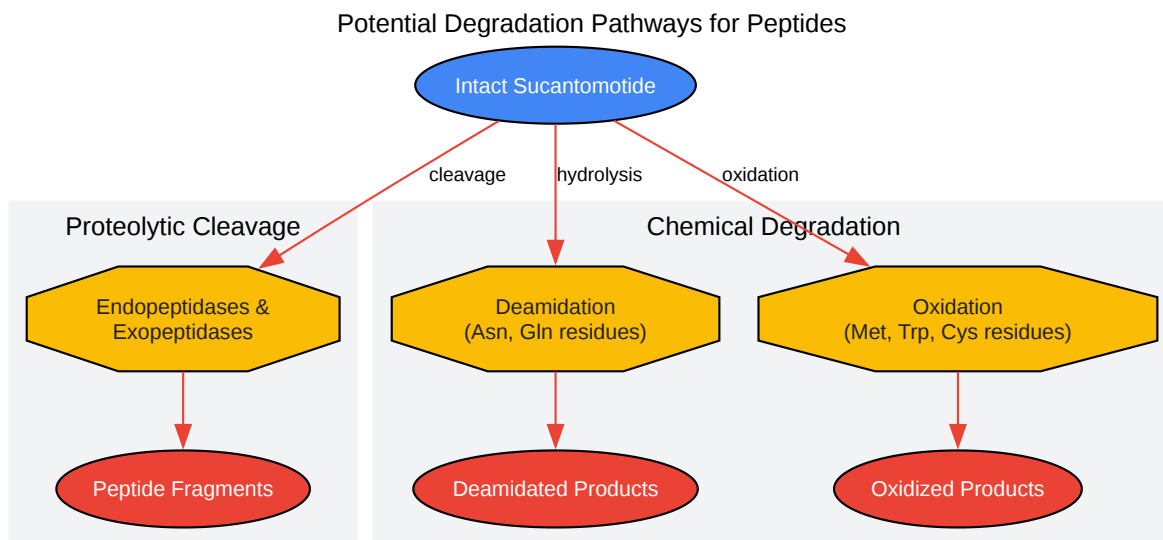 Potential Degradation Pathways for Peptides
Intact Sucantomotide
cleavage
hydrolysis
oxidation
Proteolytic Cleavage
Chemical Degradation
Endopeptidases &
Exopeptidases
Deamidation
(Asn, Gln residues)
Oxidation
(Met, Trp, Cys residues)
Peptide Fragments
Deamidated Products
Oxidized Products